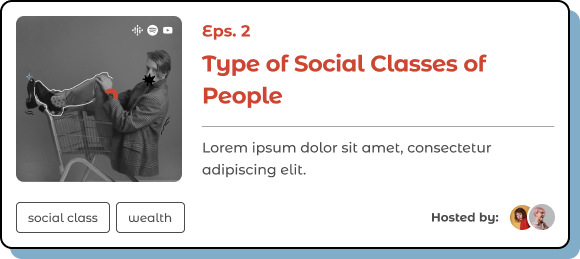 Eps. 2
Type of Social Classes of
People
Lorem ipsum dolor sit amet, consectetur
adipiscing elit.
social class
wealth
Hosted by: